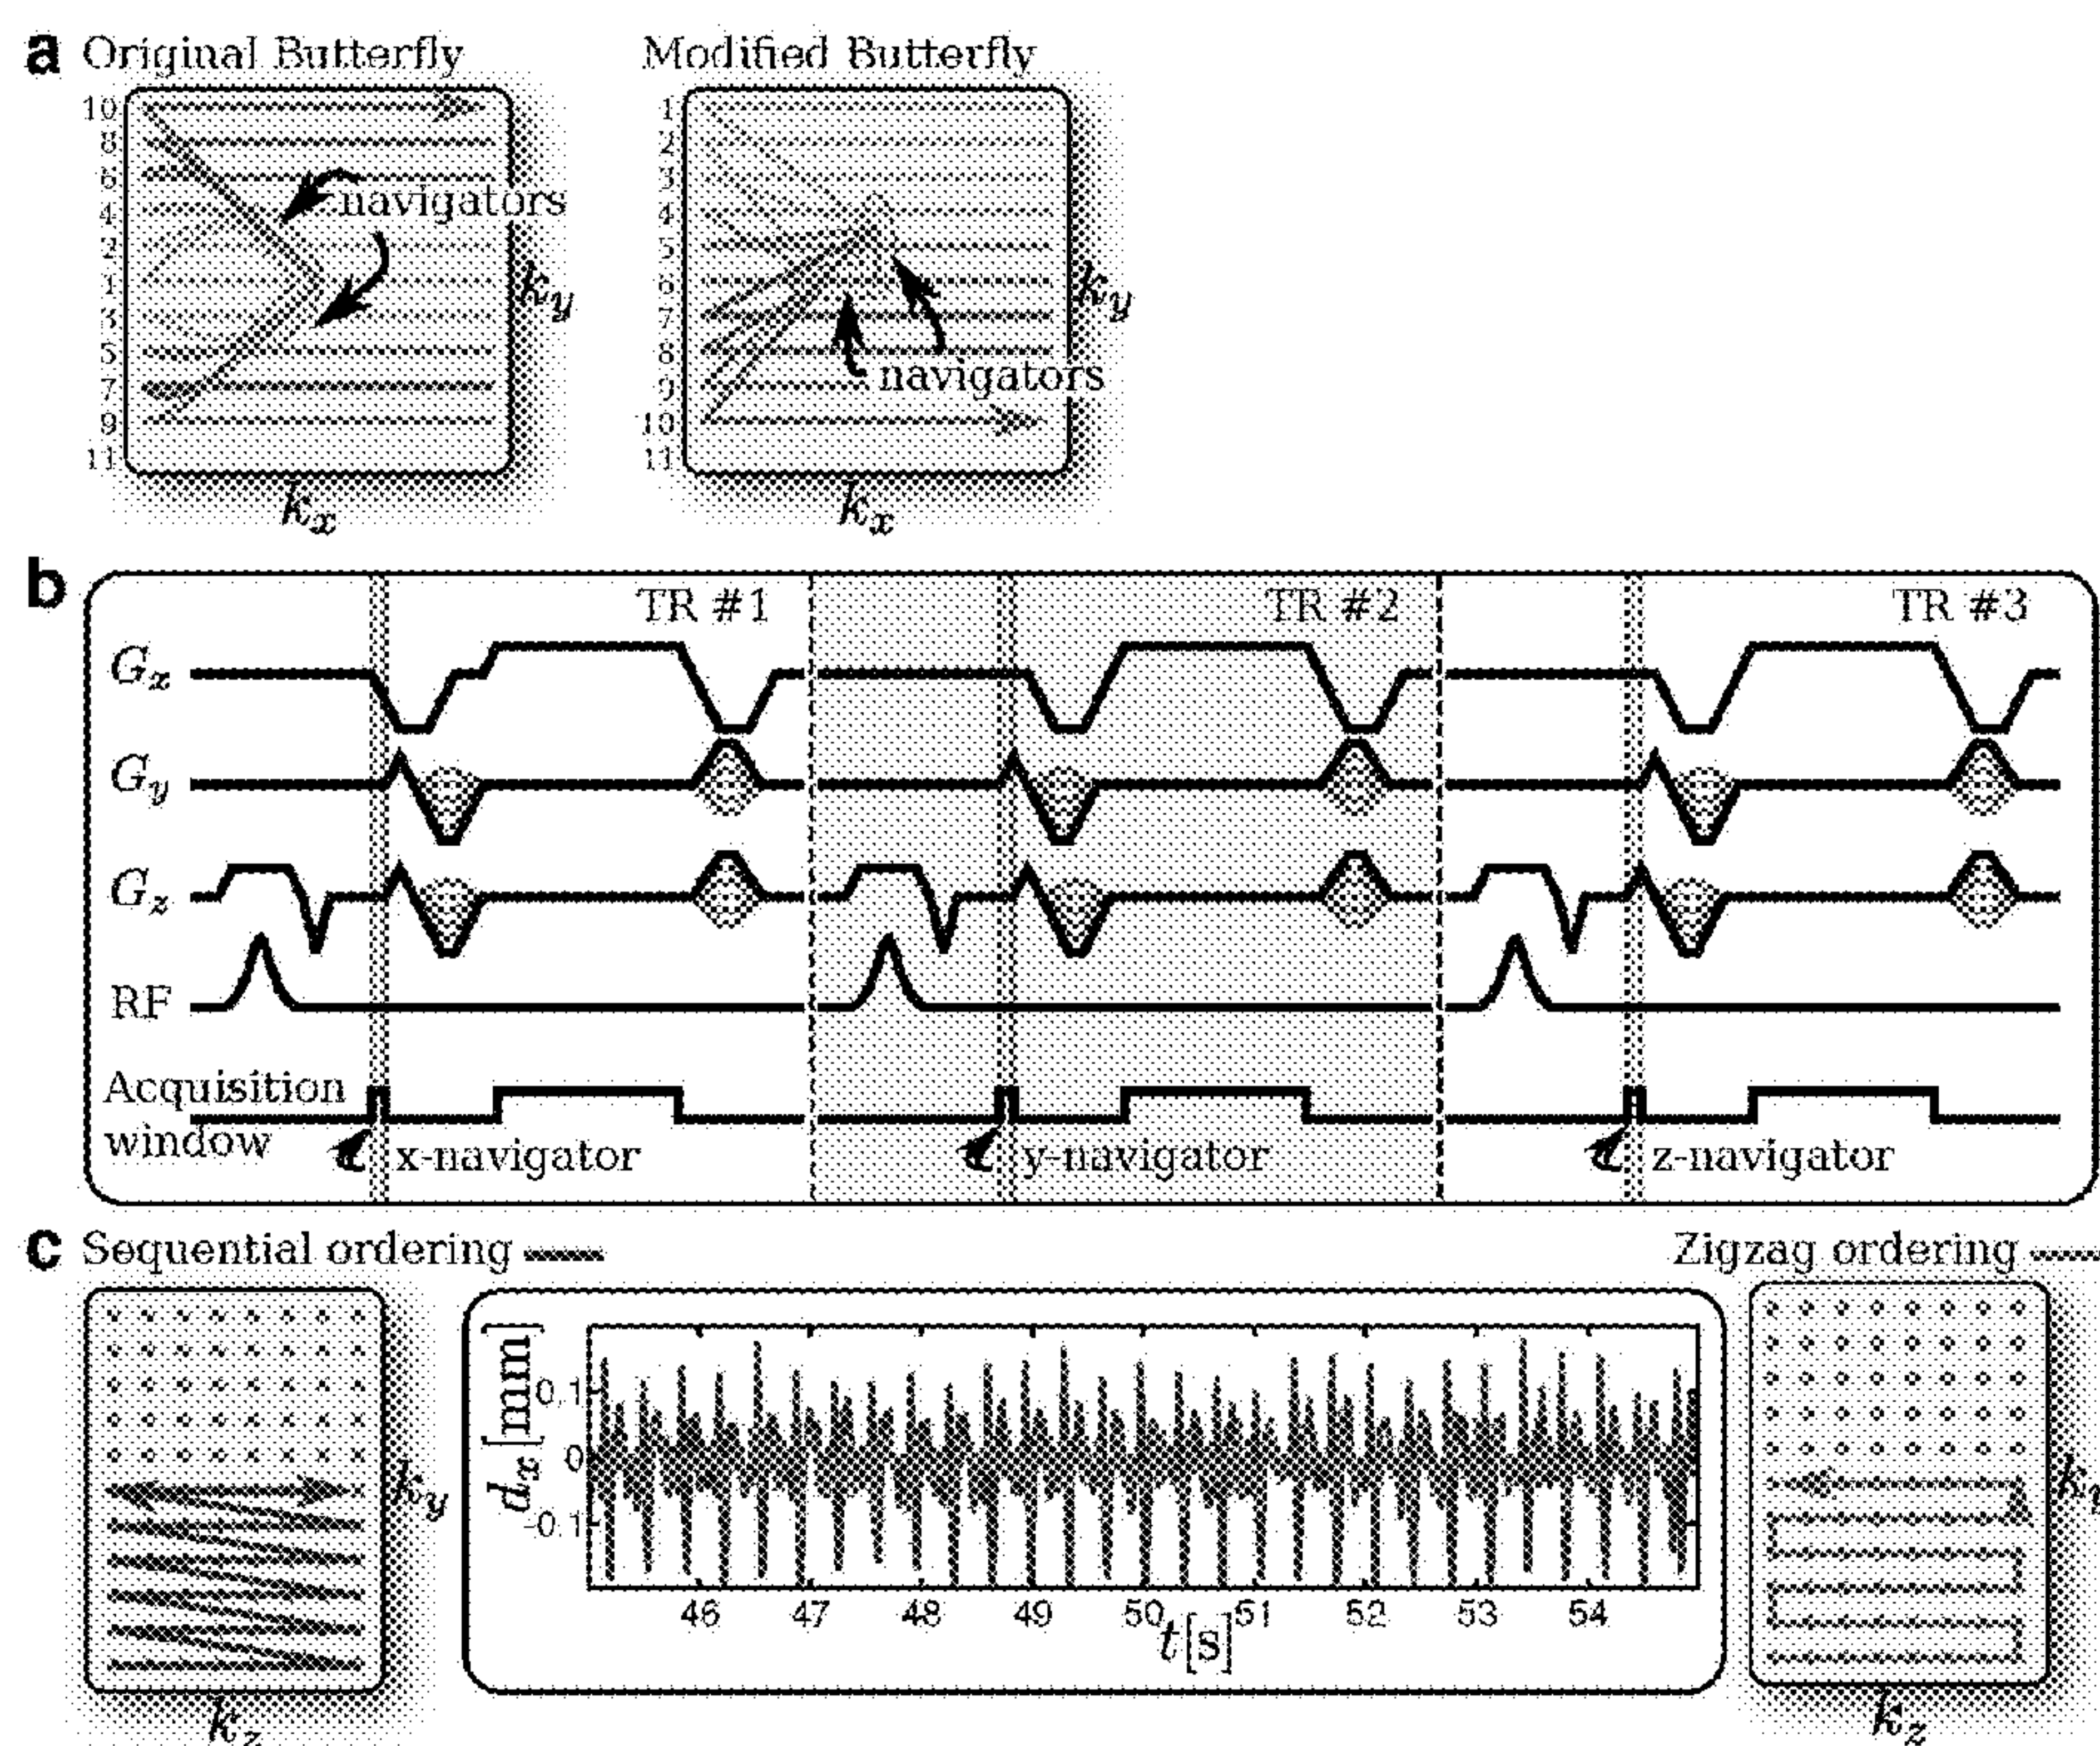 a Original Butterfly
10
8
6
4
2
1
3
5
7
9
11
navigators
k_y
k_x
Modified Butterfly
1
2
3
4
5
6
7
8
9
10
11
navigators
k_y
k_x
b
TR #1
TR #2
TR #3
G_x
G_y
G_z
RF
Acquisition
window
x-navigator
y-navigator
z-navigator
c Sequential ordering
k_y
k_z
d_x [mm]
0.1
0
-0.1
46 47 48 49 50 51 52 53 54
t[s]
Zigzag ordering
k_z